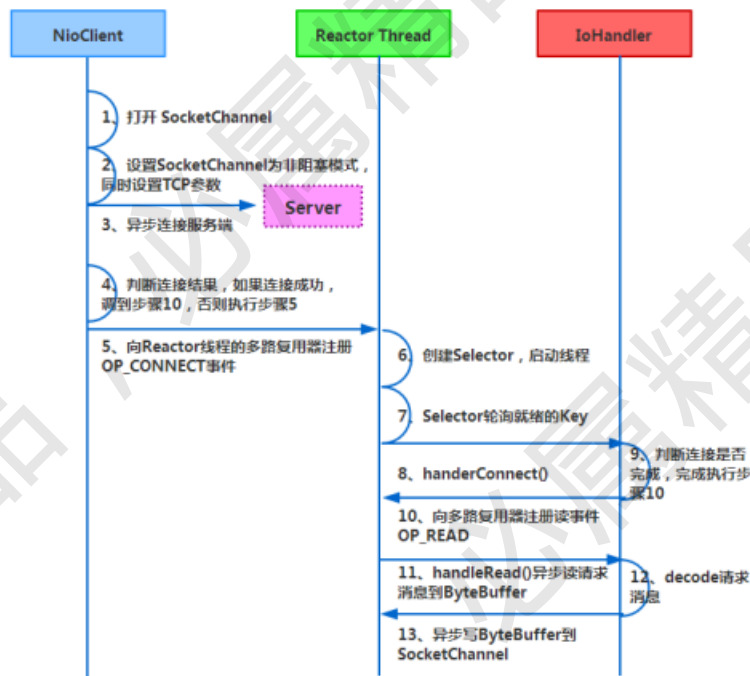 NioClient
Reactor Thread
IoHandler
1、打开 SocketChannel
2、设置SocketChannel为非阻塞模式，
同时设置TCP参数
Server
3、异步连接服务端
4、判断连接结果，如果连接成功，
调到步骤10，否则执行步骤5
5、向Reactor线程的多路复用器注册
OP_CONNECT事件
6、创建Selector，启动线程
7、Selector轮询就绪的Key
8、handerConnect()
9、判断连接是否
完成，完成执行步
骤10
10、向多路复用器注册读事件
OP_READ
11、handleRead()异步读请求
消息到ByteBuffer
12、decode请求
消息
13、异步写ByteBuffer到
SocketChannel
必属精
品
必属精